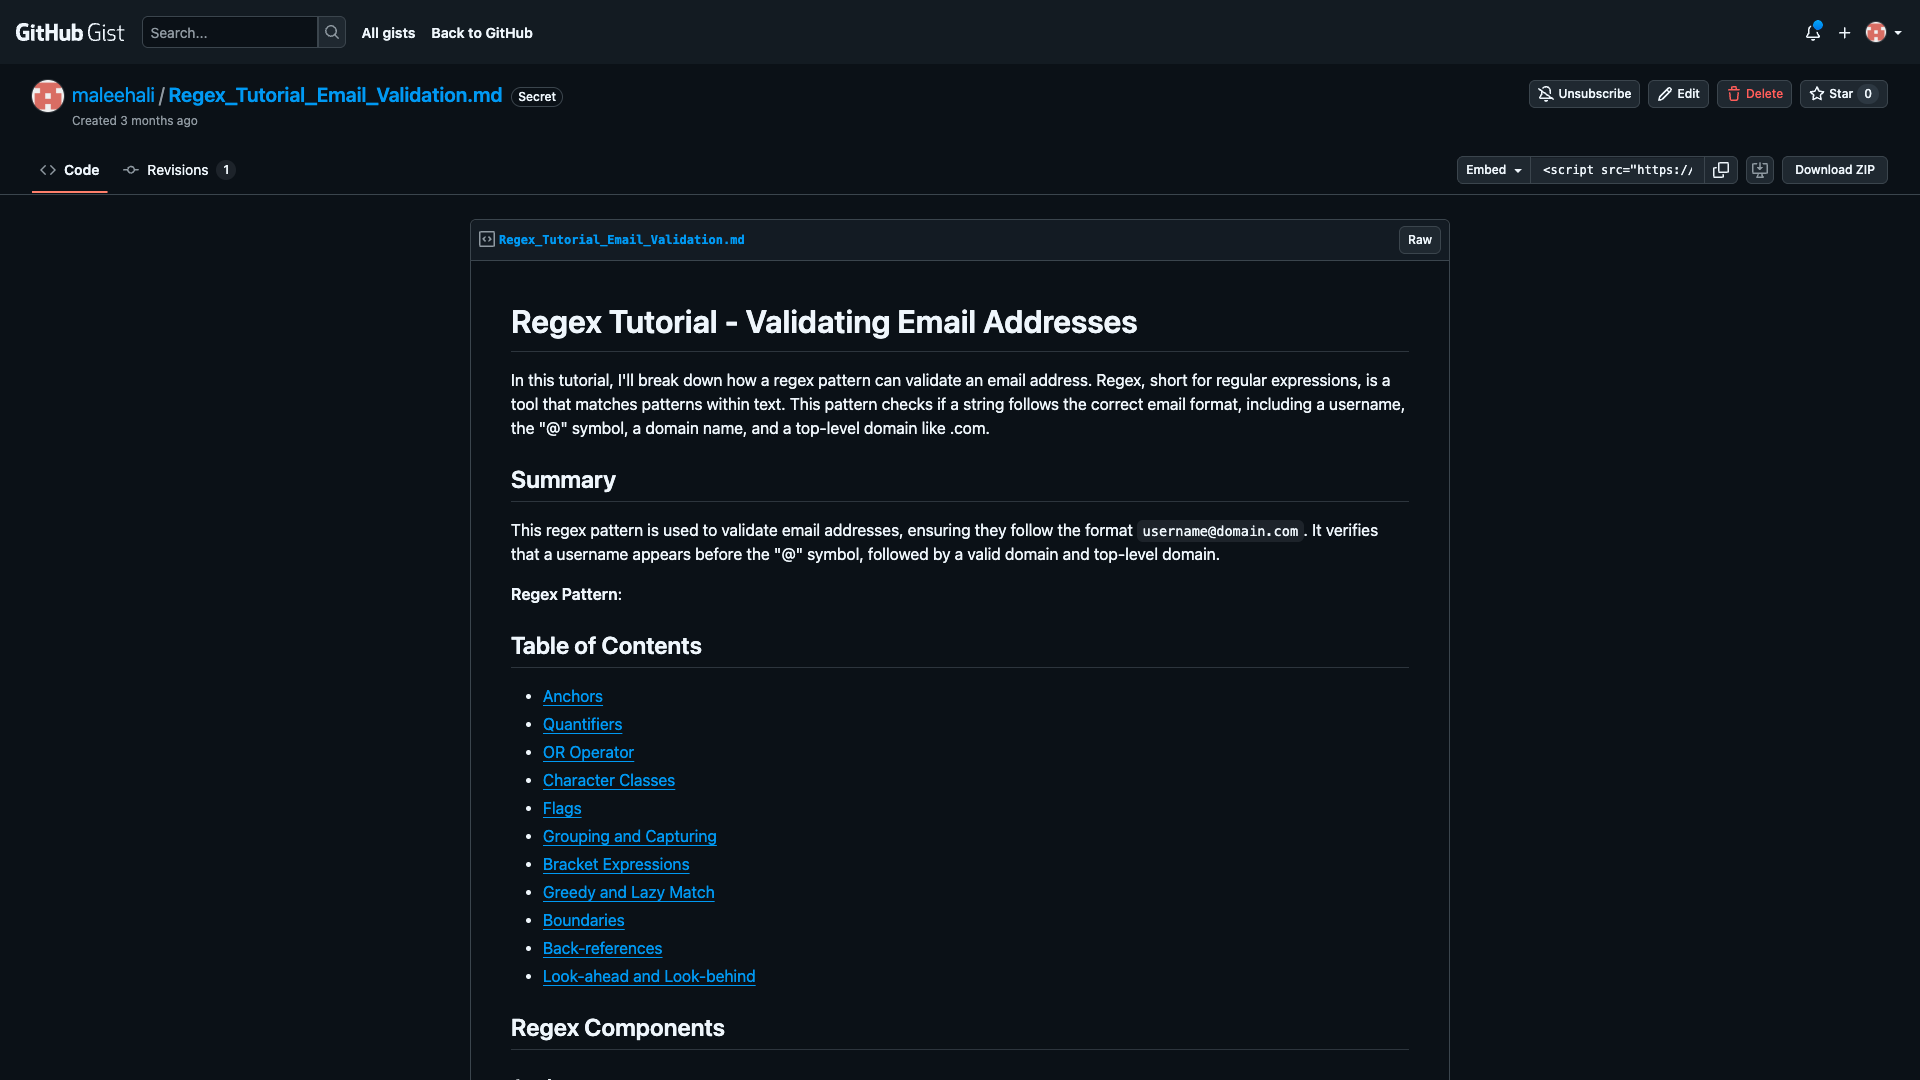 GitHub Gist
Search...
All gists
Back to GitHub
maleehali / Regex_Tutorial_Email_Validation.md
Secret
Created 3 months ago
Unsubscribe
Edit
Delete
Star 0
Code
Revisions 1
Embed
<script src="https://
Download ZIP
Regex_Tutorial_Email_Validation.md
Raw
Regex Tutorial - Validating Email Addresses
In this tutorial, I'll break down how a regex pattern can validate an email address. Regex, short for regular expressions, is a
tool that matches patterns within text. This pattern checks if a string follows the correct email format, including a username,
the "@" symbol, a domain name, and a top-level domain like .com.
Summary
This regex pattern is used to validate email addresses, ensuring they follow the format username@domain.com. It verifies
that a username appears before the "@" symbol, followed by a valid domain and top-level domain.
Regex Pattern:
Table of Contents
• Anchors
• Quantifiers
• OR Operator
• Character Classes
• Flags
• Grouping and Capturing
• Bracket Expressions
• Greedy and Lazy Match
• Boundaries
• Back-references
• Look-ahead and Look-behind
Regex Components